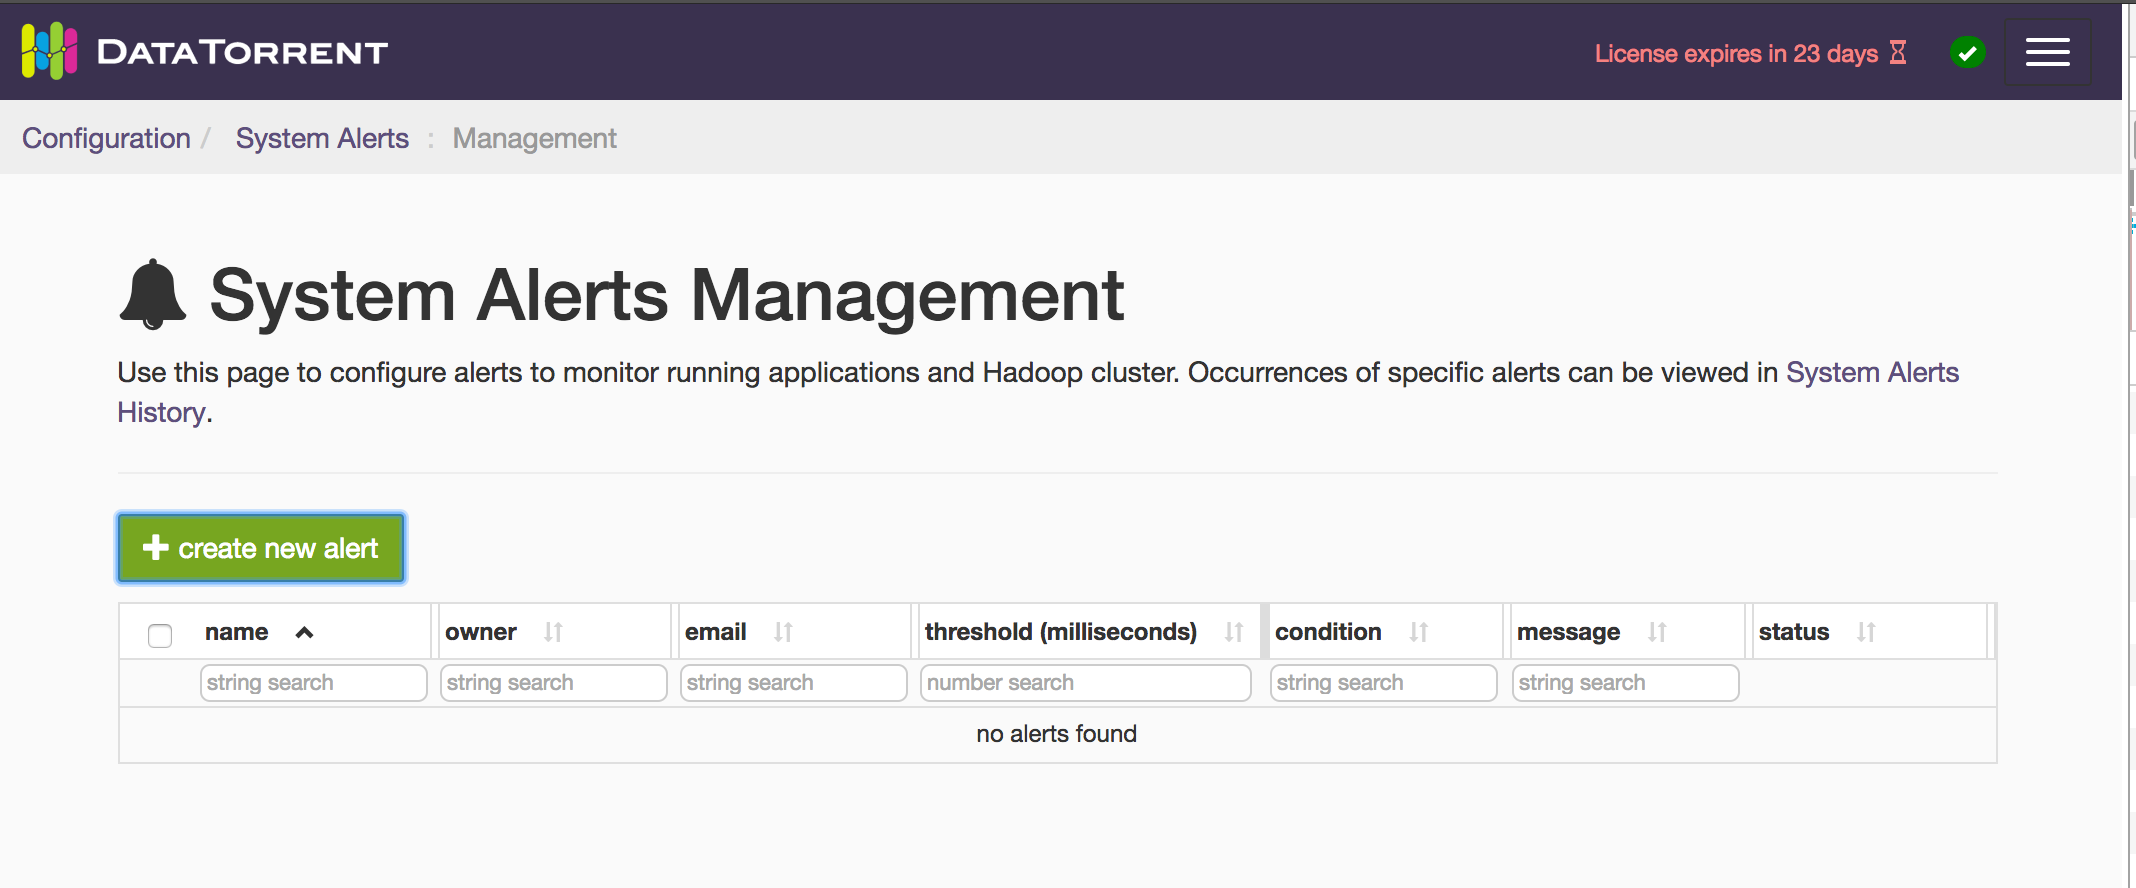 DATATORRENT
License expires in 23 days
Configuration / System Alerts : Management
System Alerts Management
Use this page to configure alerts to monitor running applications and Hadoop cluster. Occurrences of specific alerts can be viewed in System Alerts
History.
+ create new alert
name owner email threshold (milliseconds) condition message status
string search string search string search number search string search string search
no alerts found